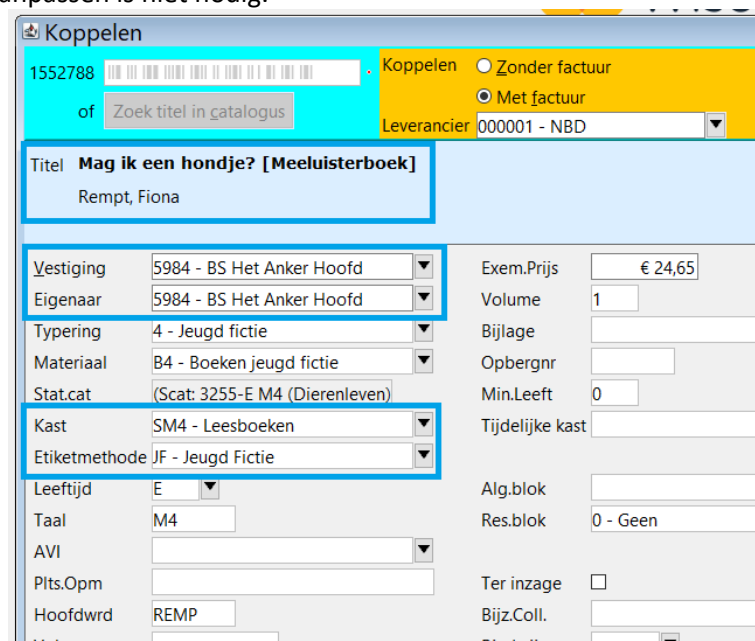 aanpassen is niet nodig.
Koppelen
1552788
of Zoek titel in catalogus
Koppelen Zonder factuur
Met factuur
Leverancier 000001 - NBD
Titel Mag ik een hondje? [Meeluisterboek]
Rempt, Fiona
Vestiging 5984 - BS Het Anker Hoofd Exem.Prijs € 24,65
Eigenaar 5984 - BS Het Anker Hoofd Volume 1
Typering 4 - Jeugd fictie Bijlage
Materiaal B4 - Boeken jeugd fictie Opbergnr
Stat.cat (Scat: 3255-E M4 (Dierenleven) Min.Leeft 0
Kast SM4 - Leesboeken Tijdelijke kast
Etiketmethode JF - Jeugd Fictie
Leeftijd E Alg.blok
Taal M4 Res.blok 0 - Geen
AVI
Plts.Opm Ter inzage
Hoofdwrd REMP Bijz.Coll.